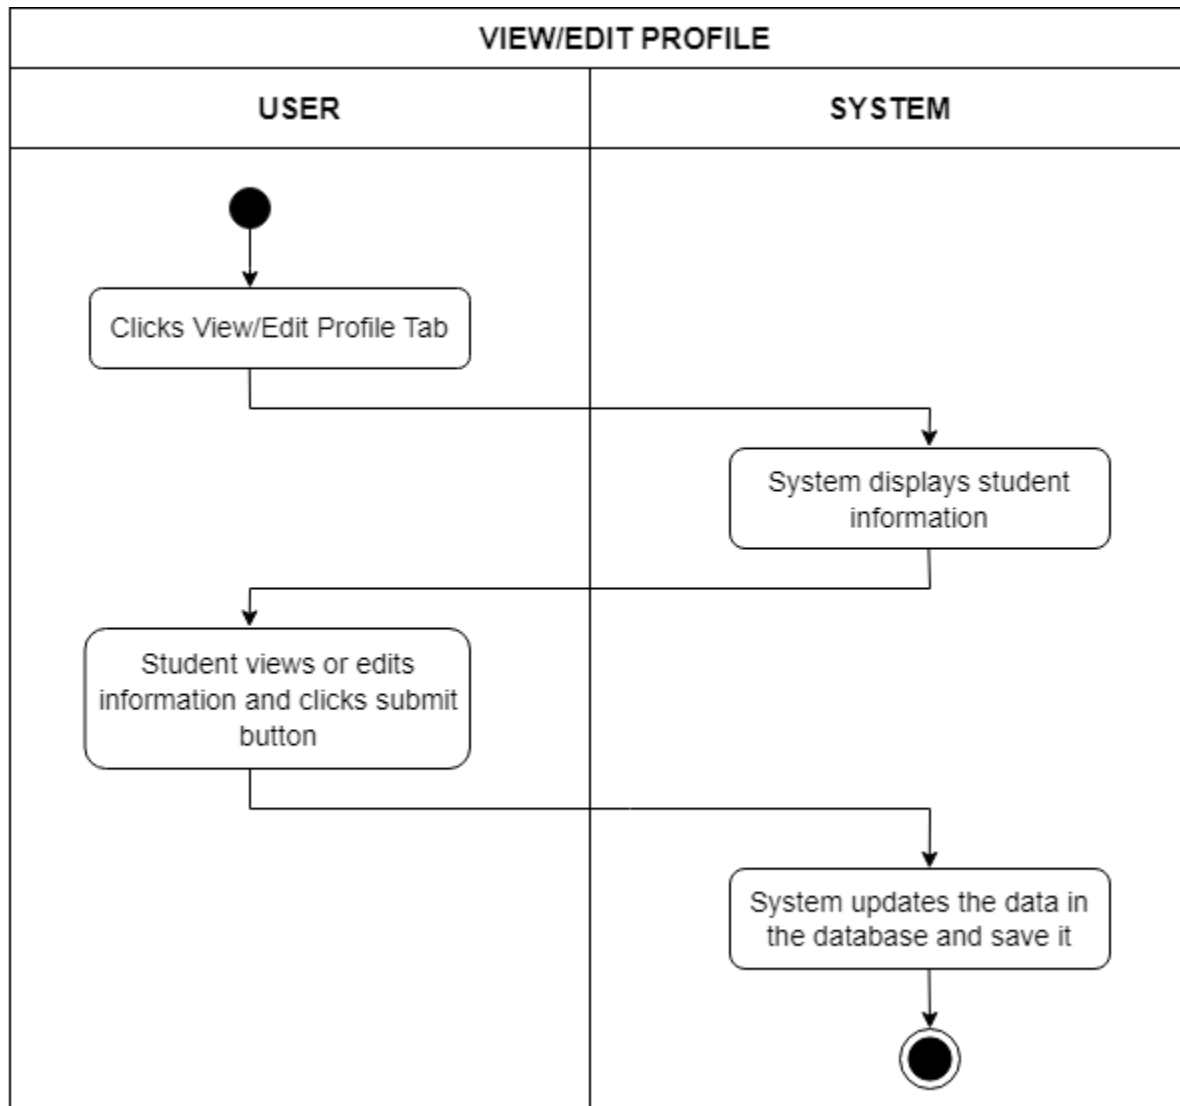 VIEW/EDIT PROFILE
USER
SYSTEM
Clicks View/Edit Profile Tab
System displays student
information
Student views or edits
information and clicks submit
button
System updates the data in
the database and save it